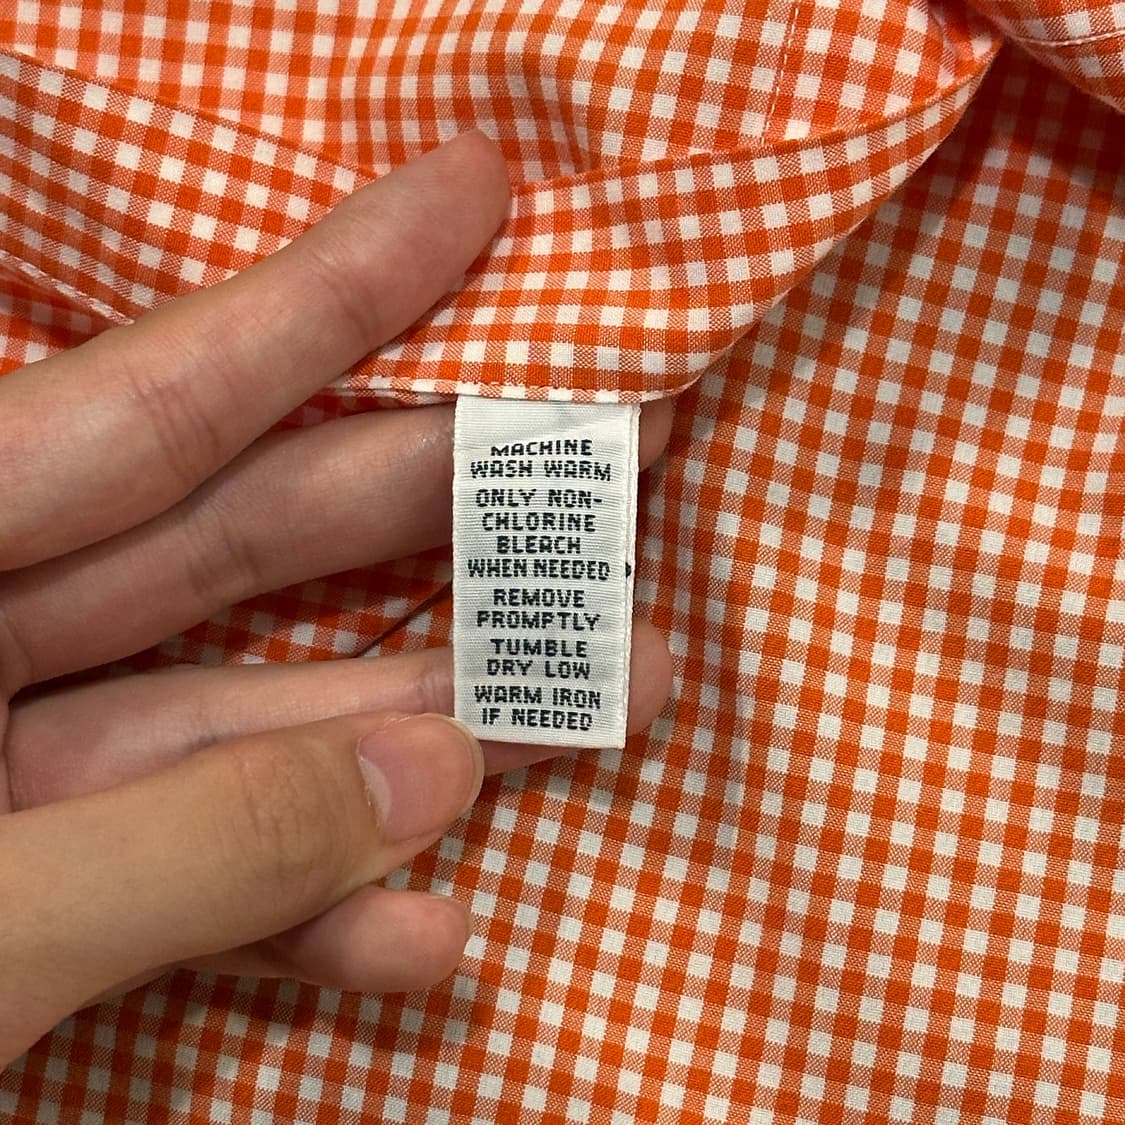 MACHINE
WASH WARM
ONLY NON-
CHLORINE
BLEACH
WHEN NEEDED
REMOVE
PROMPTLY
TUMBLE
DRY LOW
WARM IRON
IF NEEDED